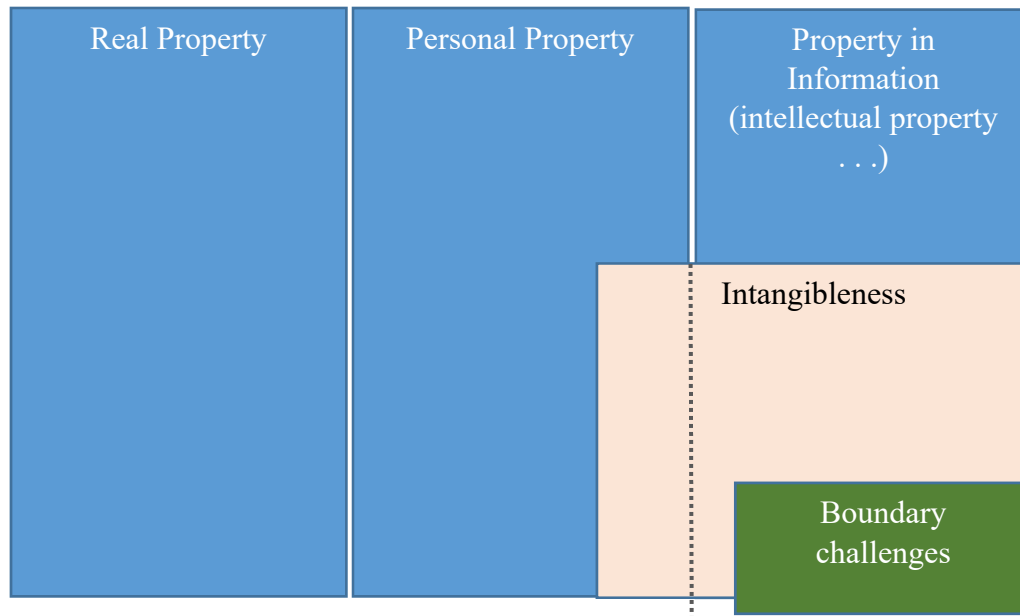 Real Property
Personal Property
Property in
Information
(intellectual property
. . .)
Intangibleness
Boundary
challenges